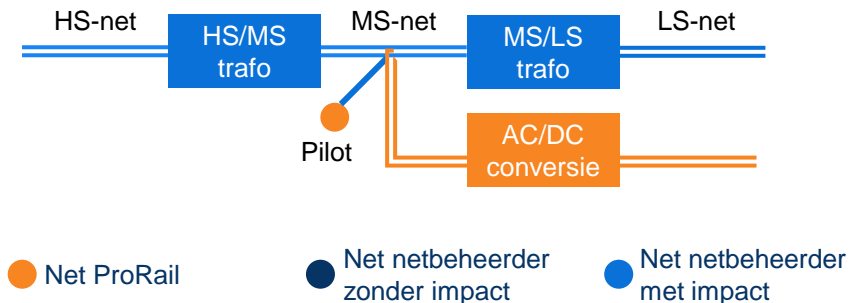 HS-net
MS-net
LS-net
HS/MS
trafo
MS/LS
trafo
Pilot
AC/DC
conversie
Net ProRail
Net netbeheerder
zonder impact
Net netbeheerder
met impact